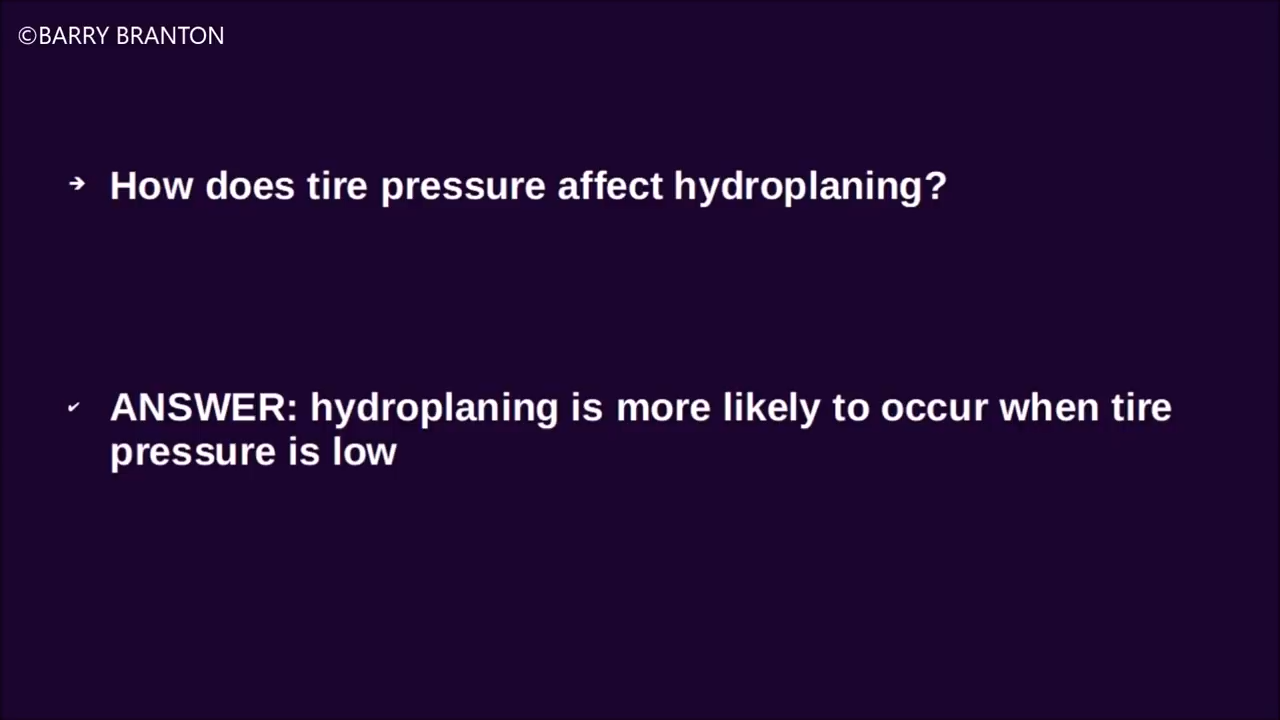 ©BARRY BRANTON
➔ How does tire pressure affect hydroplaning?
✔ ANSWER: hydroplaning is more likely to occur when tire
pressure is low